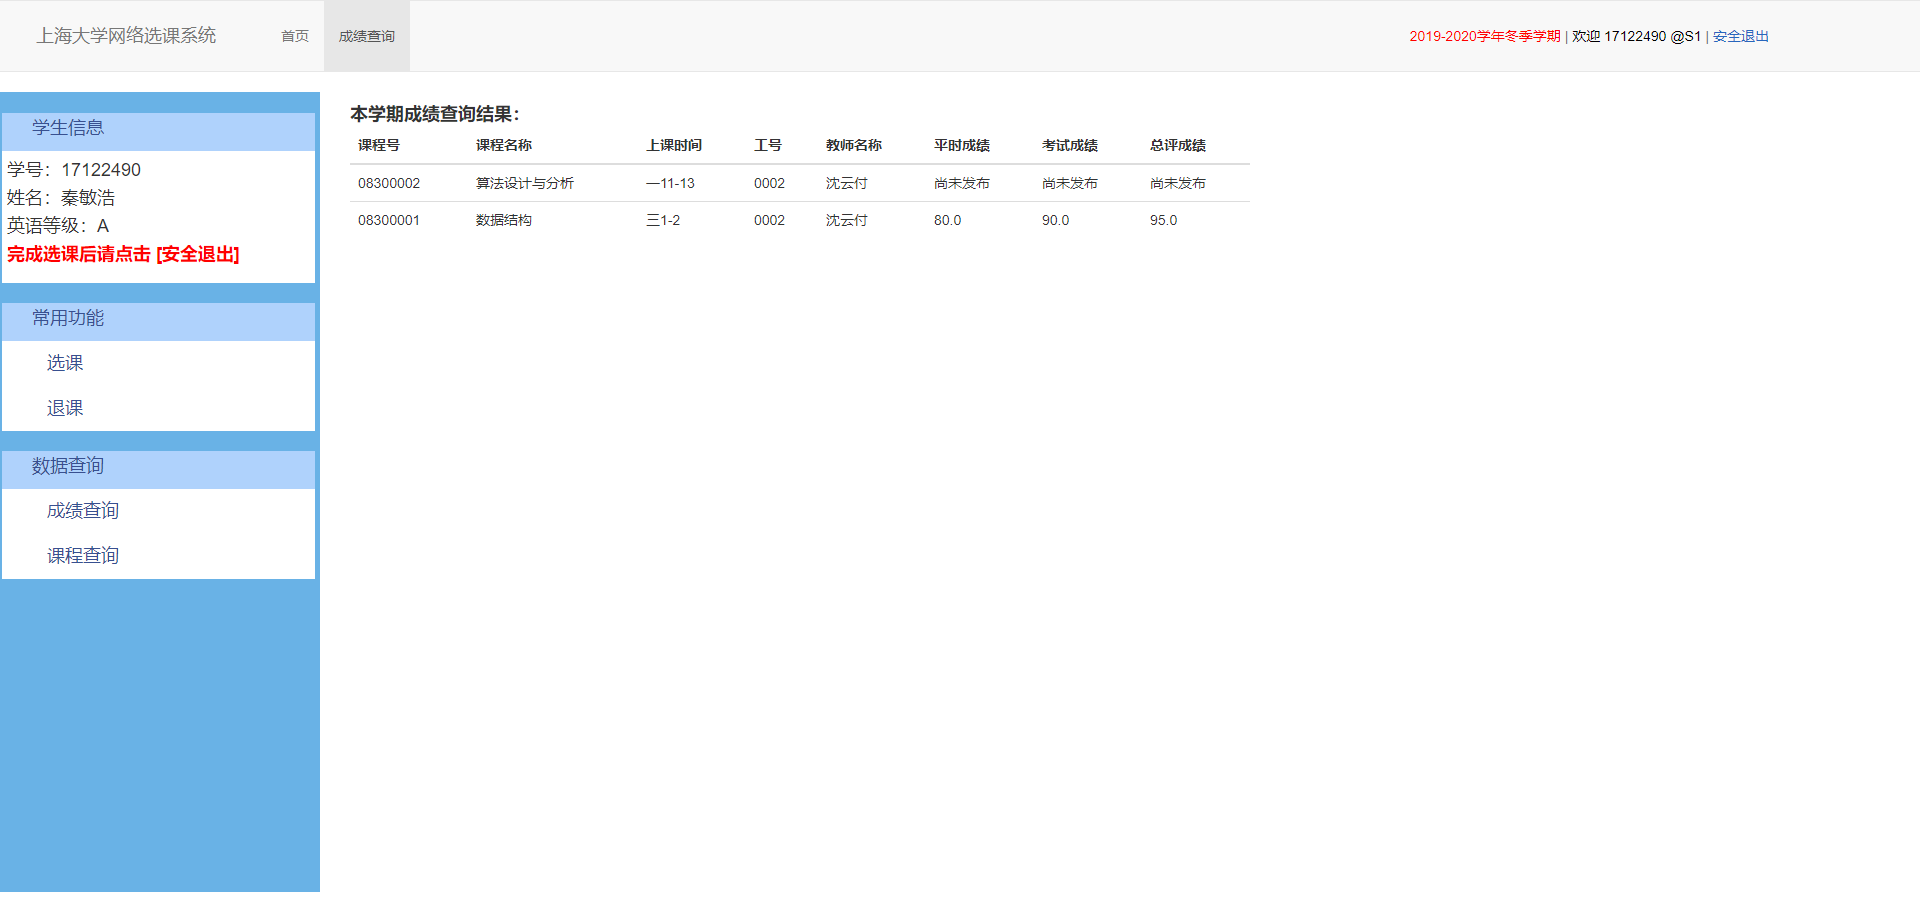 上海大学网络选课系统 首页 成绩查询 2019-2020学年冬季学期 | 欢迎 17122490 @S1 | 安全退出
学生信息
学号：17122490
姓名：秦敏浩
英语等级：A
完成选课后请点击 [安全退出]
常用功能
选课
退课
数据查询
成绩查询
课程查询
本学期成绩查询结果：
课程号 课程名称 上课时间 工号 教师名称 平时成绩 考试成绩 总评成绩
08300002 算法设计与分析 一11-13 0002 沈云付 尚未发布 尚未发布 尚未发布
08300001 数据结构 三1-2 0002 沈云付 80.0 90.0 95.0